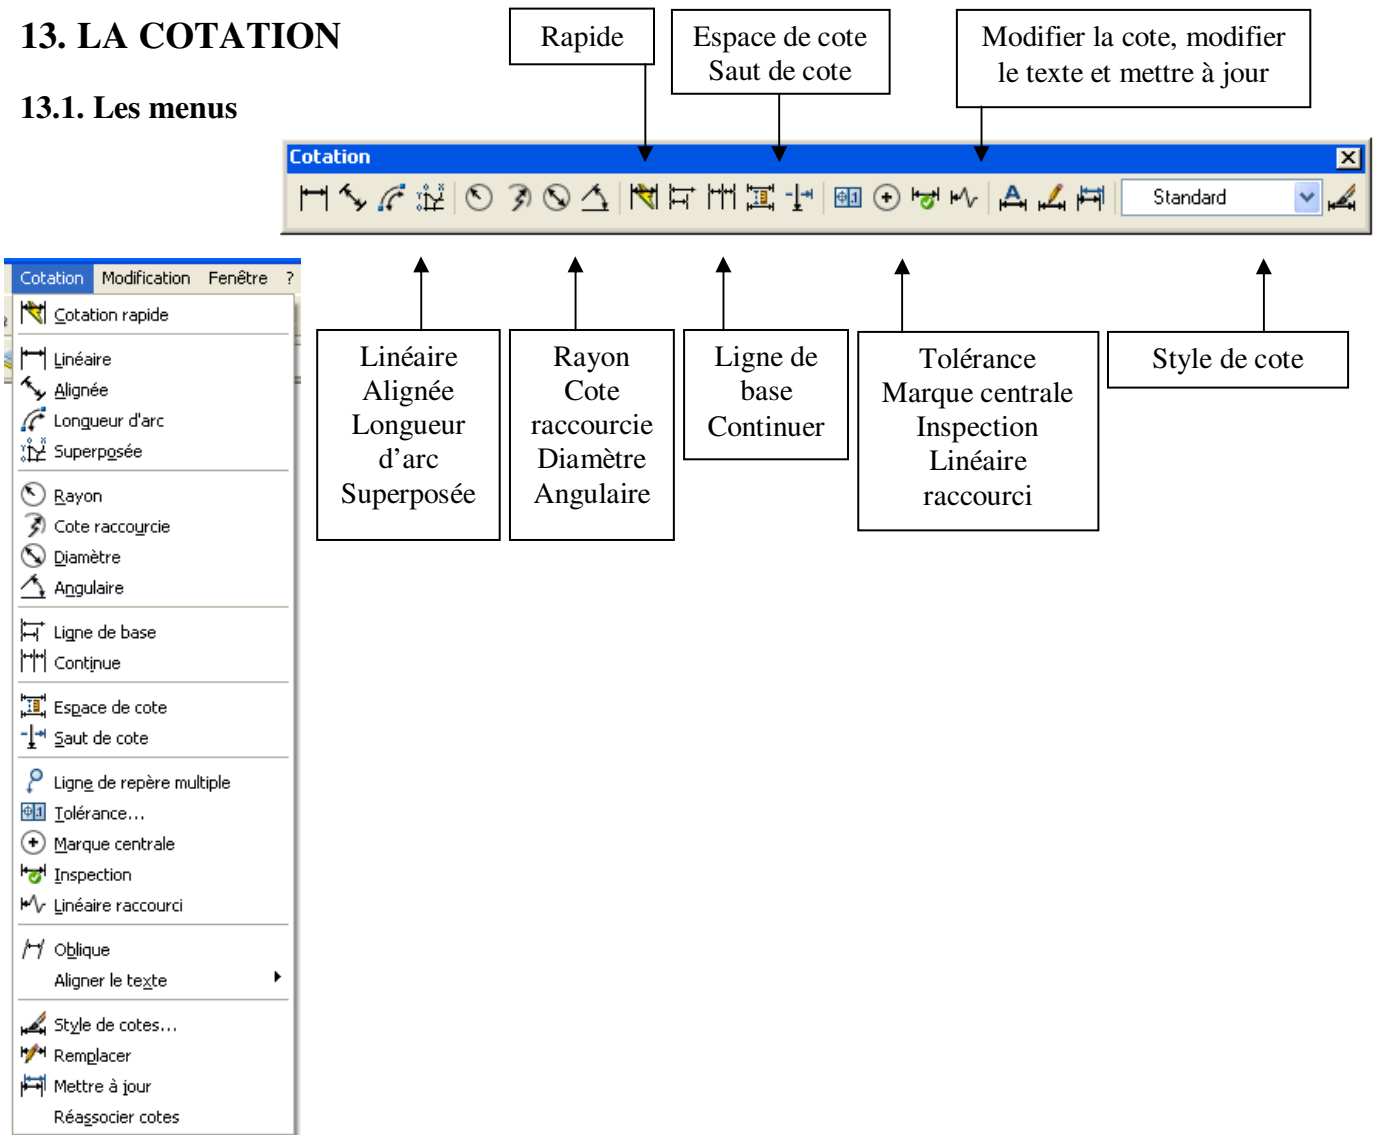 13. LA COTATION
13.1. Les menus
Rapide
Espace de cote
Saut de cote
Modifier la cote, modifier
le texte et mettre à jour
Cotation
Standard
Cotation Modification Fenêtre ?
Cotation rapide
Linéaire
Alignée
Longueur d'arc
Superposée
Rayon
Cote raccourcie
Diamètre
Angulaire
Ligne de base
Continue
Espace de cote
Saut de cote
Ligne de repère multiple
Tolérance...
Marque centrale
Inspection
Linéaire raccourci
Oblique
Aligner le texte
Style de cotes...
Remplacer
Mettre à jour
Réassocier cotes
Linéaire
Alignée
Longueur
d’arc
Superposée
Rayon
Cote
raccourcie
Diamètre
Angulaire
Ligne de
base
Continuer
Tolérance
Marque centrale
Inspection
Linéaire
raccourci
Style de cote